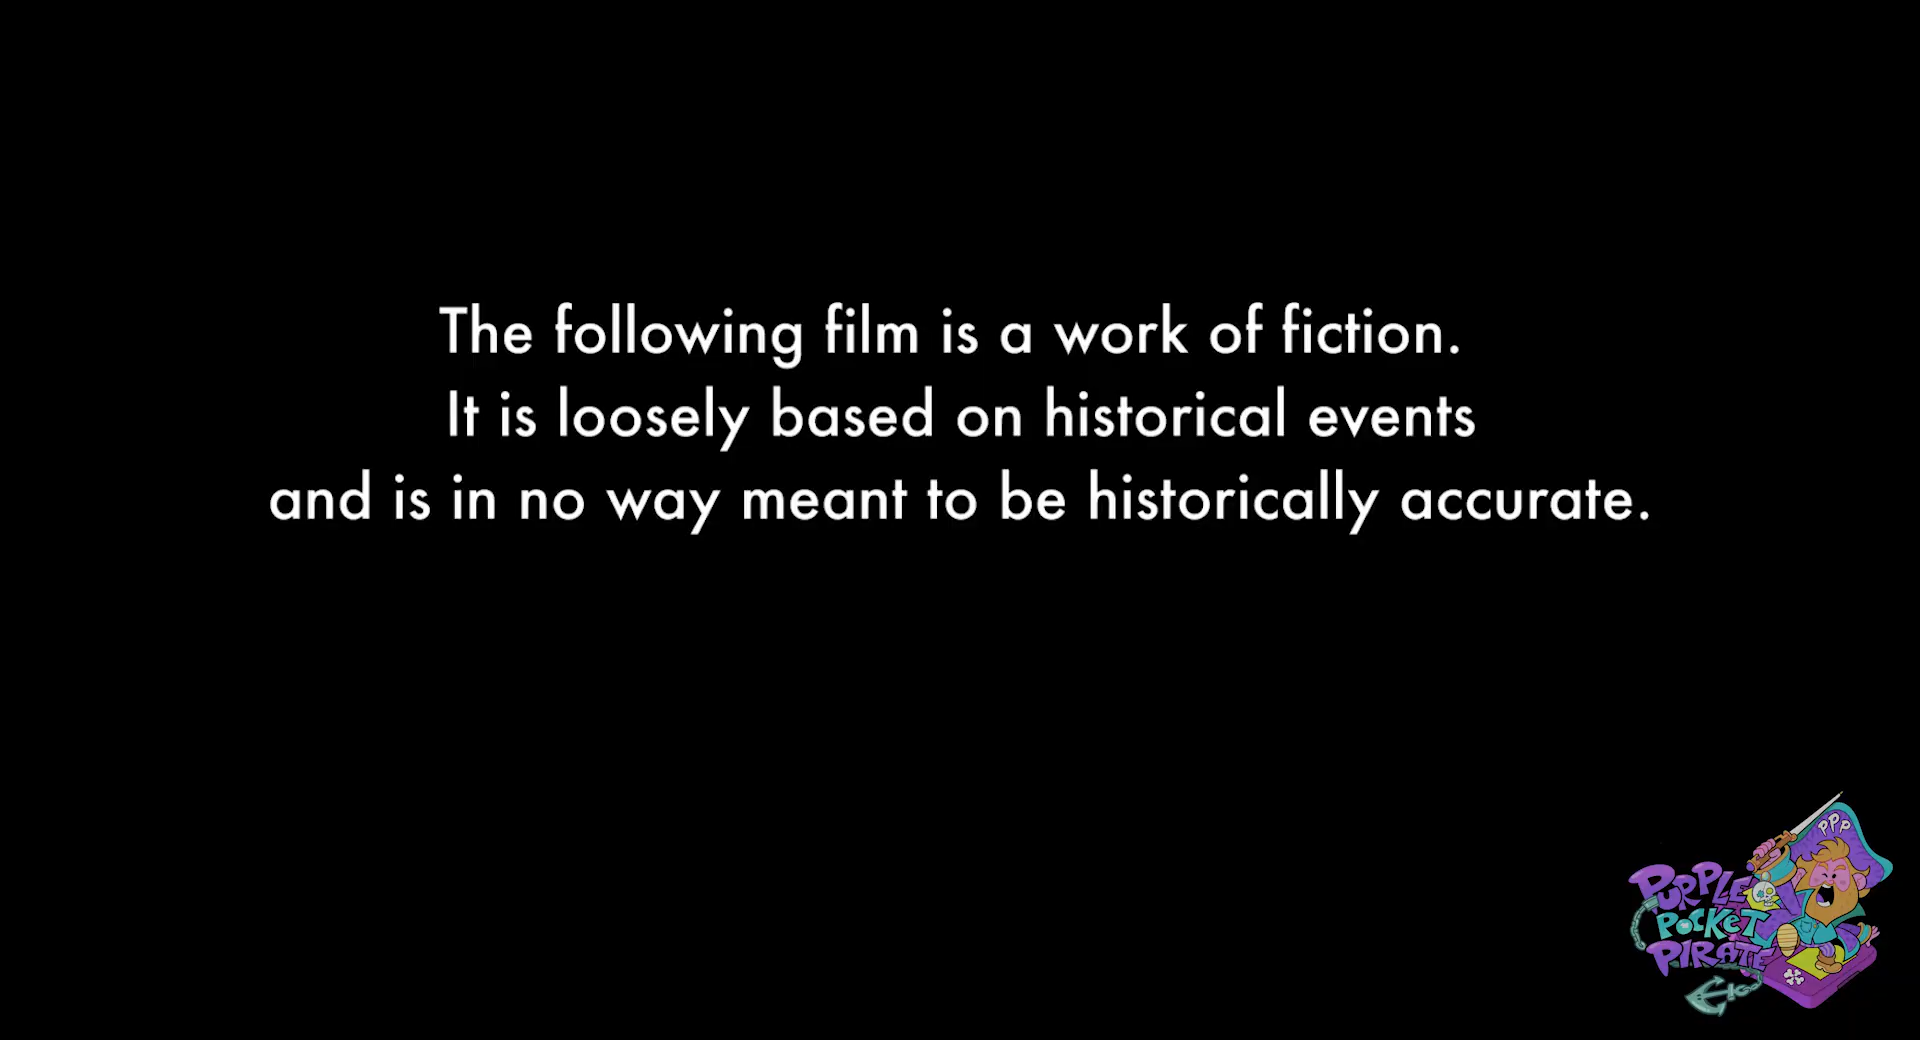 The following film is a work of fiction.
It is loosely based on historical events
and is in no way meant to be historically accurate.
PPP
PURPLE
POCKET
PIRATE